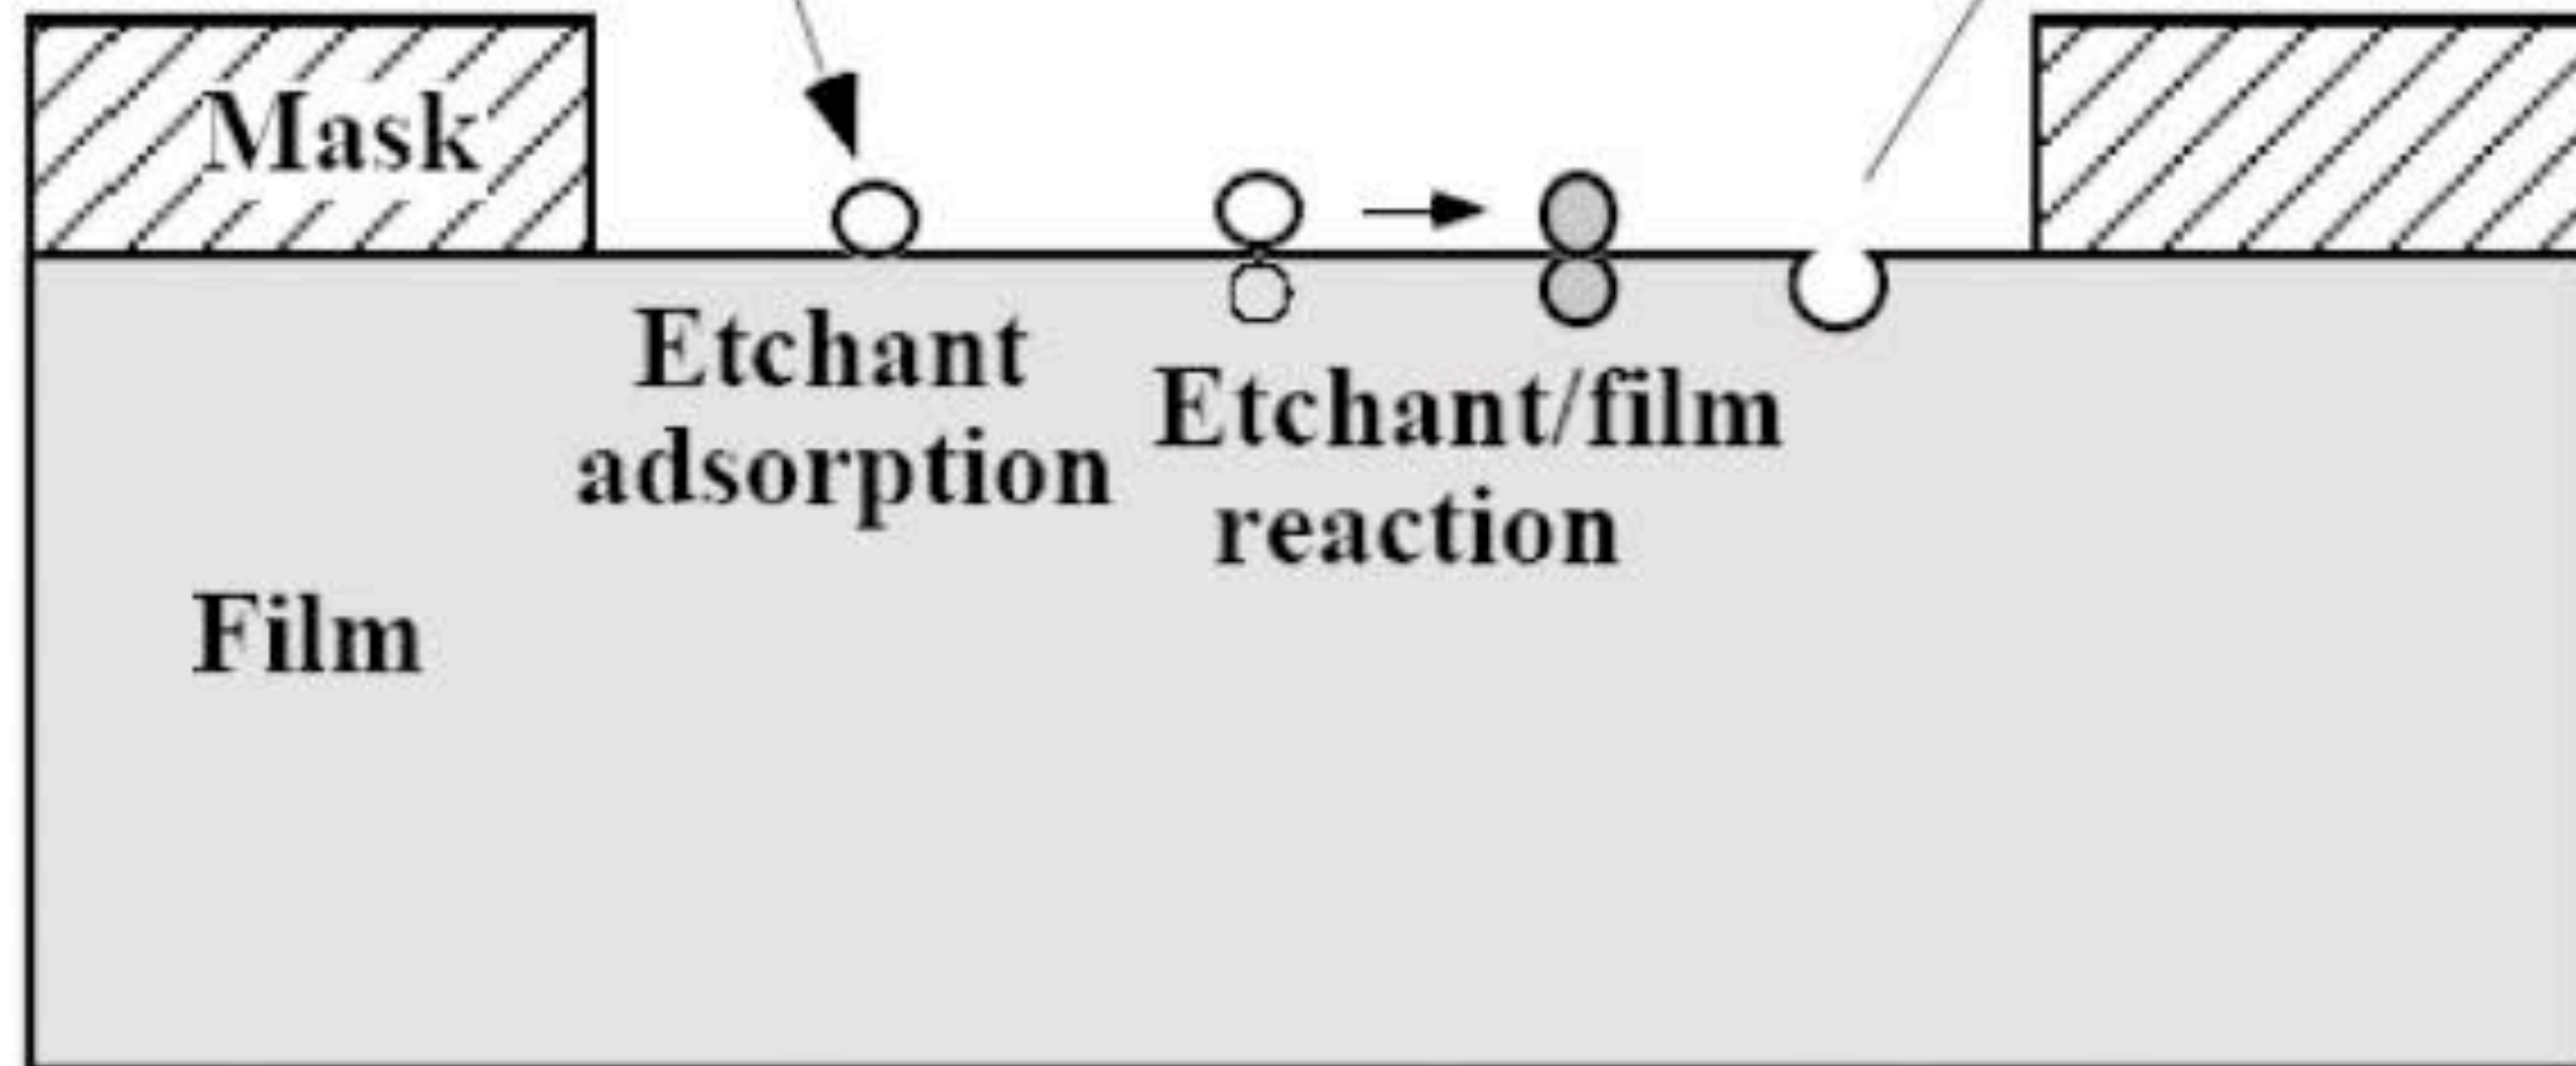 Mask
Etchant
adsorption
Etchant/film
reaction
Film